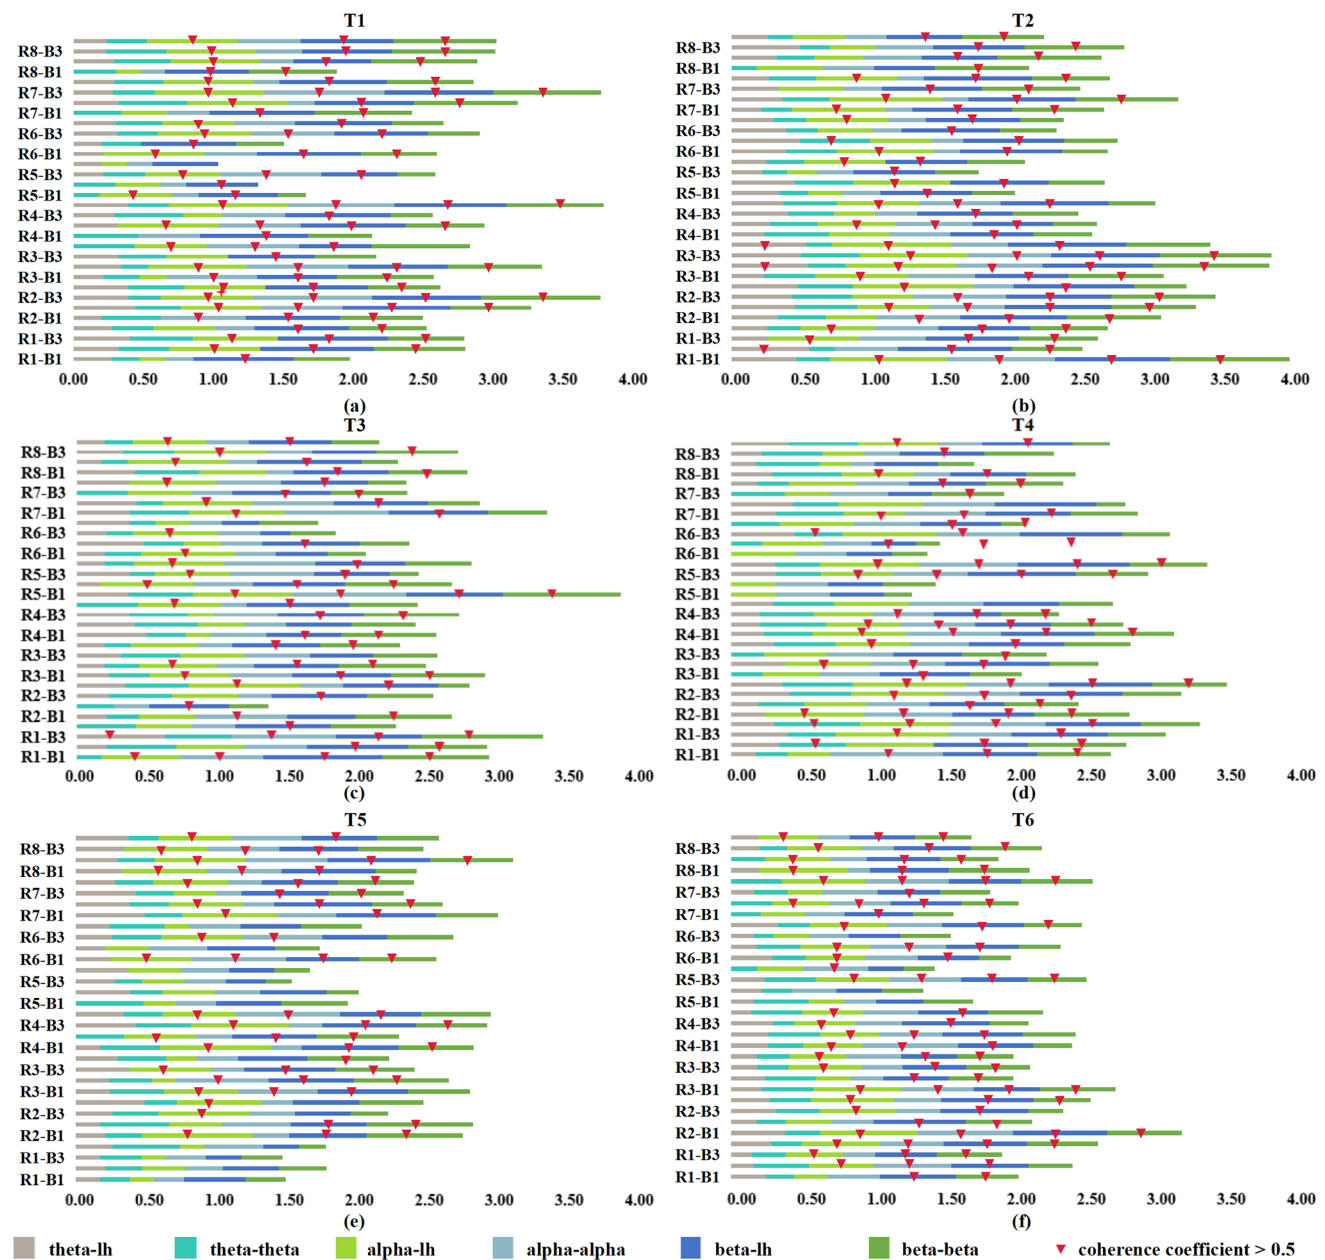 T1
R8-B3
R8-B1
R7-B3
R7-B1
R6-B3
R6-B1
R5-B3
R5-B1
R4-B3
R4-B1
R3-B3
R3-B1
R2-B3
R2-B1
R1-B3
R1-B1
0.00 0.50 1.00 1.50 2.00 2.50 3.00 3.50 4.00
(a)
T2
R8-B3
R8-B1
R7-B3
R7-B1
R6-B3
R6-B1
R5-B3
R5-B1
R4-B3
R4-B1
R3-B3
R3-B1
R2-B3
R2-B1
R1-B3
R1-B1
0.00 0.50 1.00 1.50 2.00 2.50 3.00 3.50 4.00
(b)
T3
R8-B3
R8-B1
R7-B3
R7-B1
R6-B3
R6-B1
R5-B3
R5-B1
R4-B3
R4-B1
R3-B3
R3-B1
R2-B3
R2-B1
R1-B3
R1-B1
0.00 0.50 1.00 1.50 2.00 2.50 3.00 3.50 4.00
(c)
T4
R8-B3
R8-B1
R7-B3
R7-B1
R6-B3
R6-B1
R5-B3
R5-B1
R4-B3
R4-B1
R3-B3
R3-B1
R2-B3
R2-B1
R1-B3
R1-B1
0.00 0.50 1.00 1.50 2.00 2.50 3.00 3.50 4.00
(d)
T5
R8-B3
R8-B1
R7-B3
R7-B1
R6-B3
R6-B1
R5-B3
R5-B1
R4-B3
R4-B1
R3-B3
R3-B1
R2-B3
R2-B1
R1-B3
R1-B1
0.00 0.50 1.00 1.50 2.00 2.50 3.00 3.50 4.00
(e)
T6
R8-B3
R8-B1
R7-B3
R7-B1
R6-B3
R6-B1
R5-B3
R5-B1
R4-B3
R4-B1
R3-B3
R3-B1
R2-B3
R2-B1
R1-B3
R1-B1
0.00 0.50 1.00 1.50 2.00 2.50 3.00 3.50 4.00
(f)
theta-lh theta-theta alpha-lh alpha-alpha beta-lh beta-beta coherence coefficient > 0.5